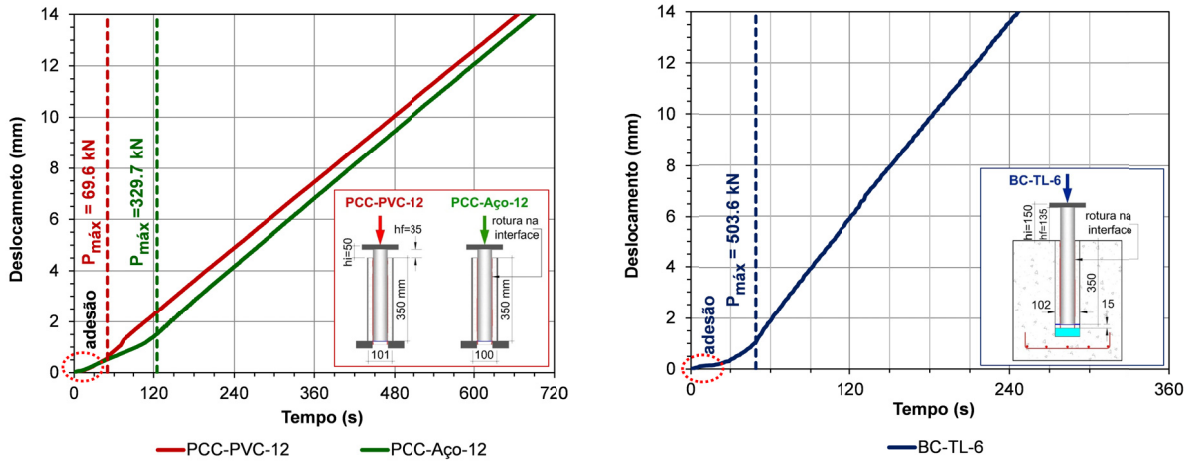 14
12
10
8
6
4
2
0
Deslocamneto (mm)
Pmáx = 69.6 kN
Pmáx =329.7 kN
adesão
PCC-PVC-I2
PCC-Aço-12
hf=35
rotura na
interface
hi=50
350 mm
350 mm
101
100
0
120
240
360
480
600
720
Tempo (s)
PCC-PVC-12
PCC-Aço-12
14
12
10
8
6
4
2
0
Deslocamento (mm)
Pmáx = 503.6 kN
adesão
BC-TL-6
hi=150
hf=135
rotura na
interface
350
102
15
0
120
240
360
Tempo (s)
BC-TL-6